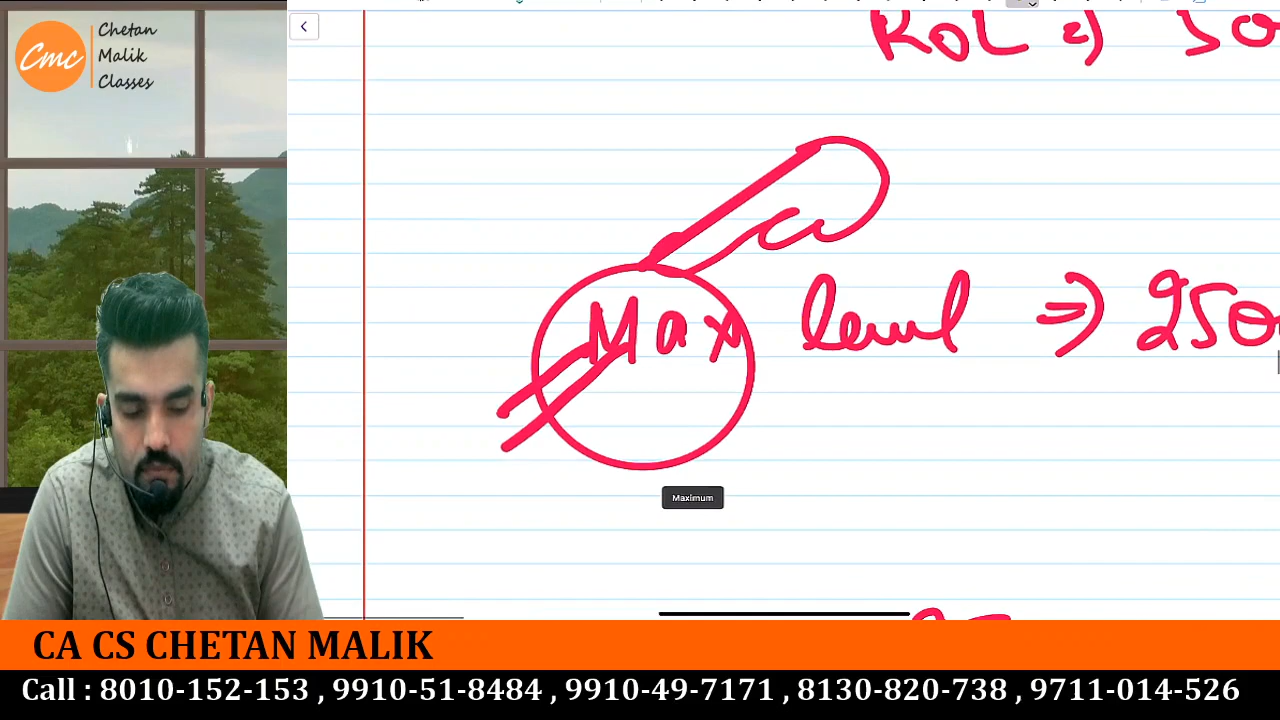 Chetan
Malik
Classes
cmc
ROL ⇒ 50
Max level ⇒ 250
Maximum
CA CS CHETAN MALIK
Call : 8010-152-153 , 9910-51-8484 , 9910-49-7171 , 8130-820-738 , 9711-014-526